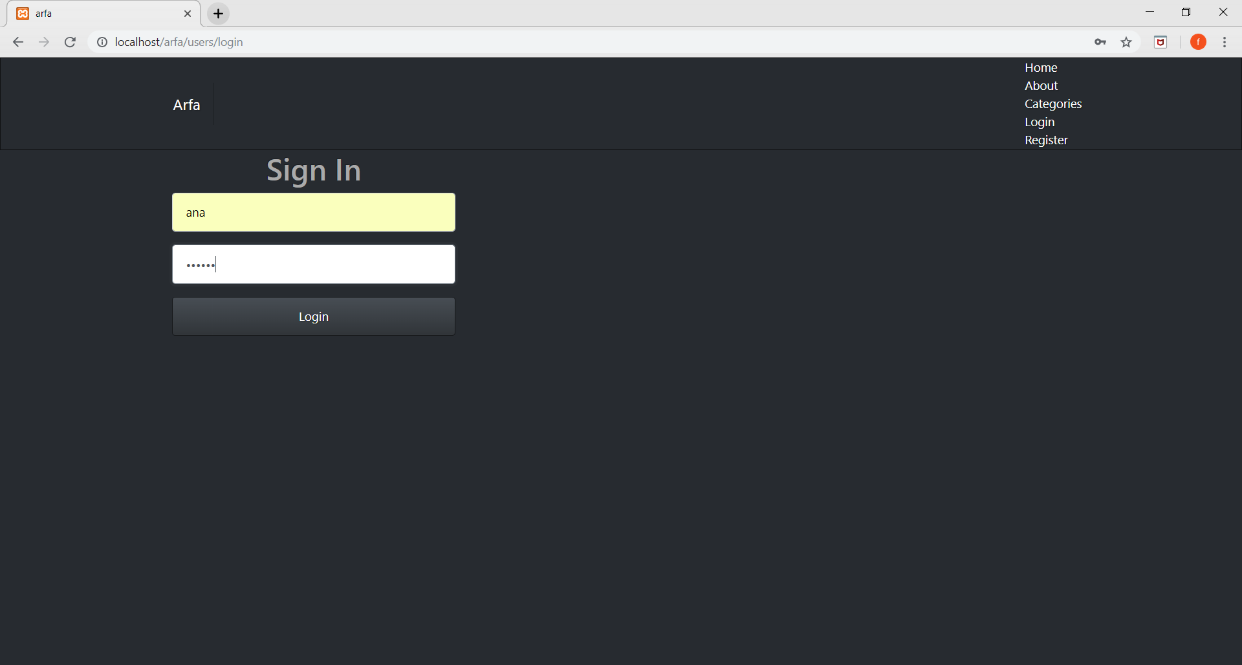 arfa
localhost/arfa/users/login
f
Arfa
Home
About
Categories
Login
Register
Sign In
ana
••••••
Login